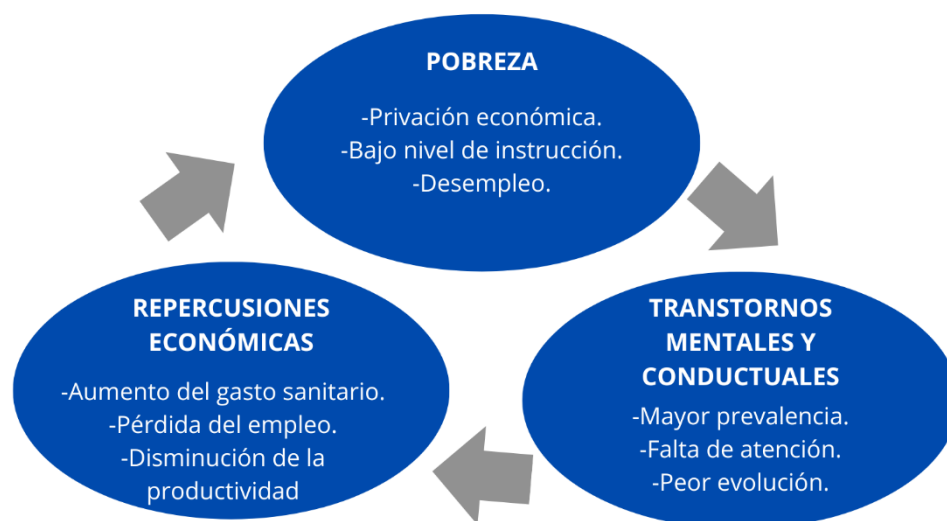 POBREZA
-Privación económica.
-Bajo nivel de instrucción.
-Desempleo.
REPERCUSIONES
ECONÓMICAS
-Aumento del gasto sanitario.
-Pérdida del empleo.
-Disminución de la
productividad
TRANSTORNOS
MENTALES Y
CONDUCTUALES
-Mayor prevalencia.
-Falta de atención.
-Peor evolución.